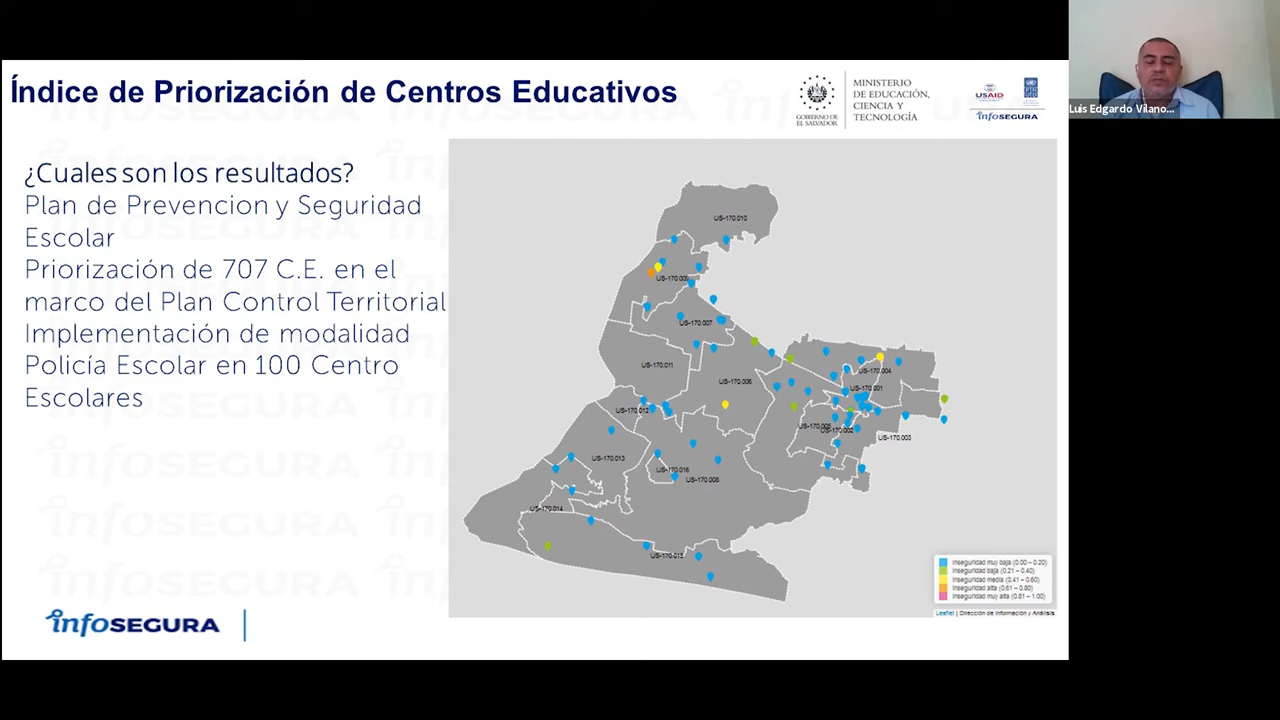 Índice de Priorización de Centros Educativos
GOBIERNO DE
EL SALVADOR
MINISTERIO
DE EDUCACIÓN,
CIENCIA Y
TECNOLOGÍA
USAID
infosegura
Luis Edgardo Vilano...
¿Cuales son los resultados?
Plan de Prevencion y Seguridad
Escolar
Priorización de 707 C.E. en el
marco del Plan Control Territorial
Implementación de modalidad
Policía Escolar en 100 Centro
Escolares
US-170.010
US-170.009
US-170.007
US-170.011
US-170.006
US-170.004
US-170.001
US-170.012
US-170.005
US-170.002
US-170.003
US-170.013
US-170.016
US-170.008
US-170.014
US-170.015
Inseguridad muy baja (0.00 – 0.20)
Inseguridad baja (0.21 – 0.40)
Inseguridad media (0.41 – 0.60)
Inseguridad alta (0.61 – 0.80)
Inseguridad muy alta (0.81 – 1.00)
Leaflet | Dirección de Información y Análisis
infosegura